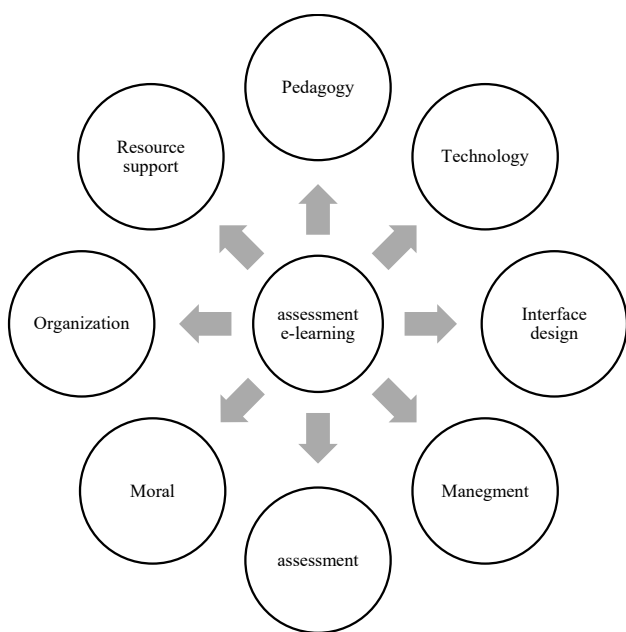 Pedagogy
Resource
support
Technology
Organization
assessment
e-learning
Interface
design
Moral
Manegment
assessment